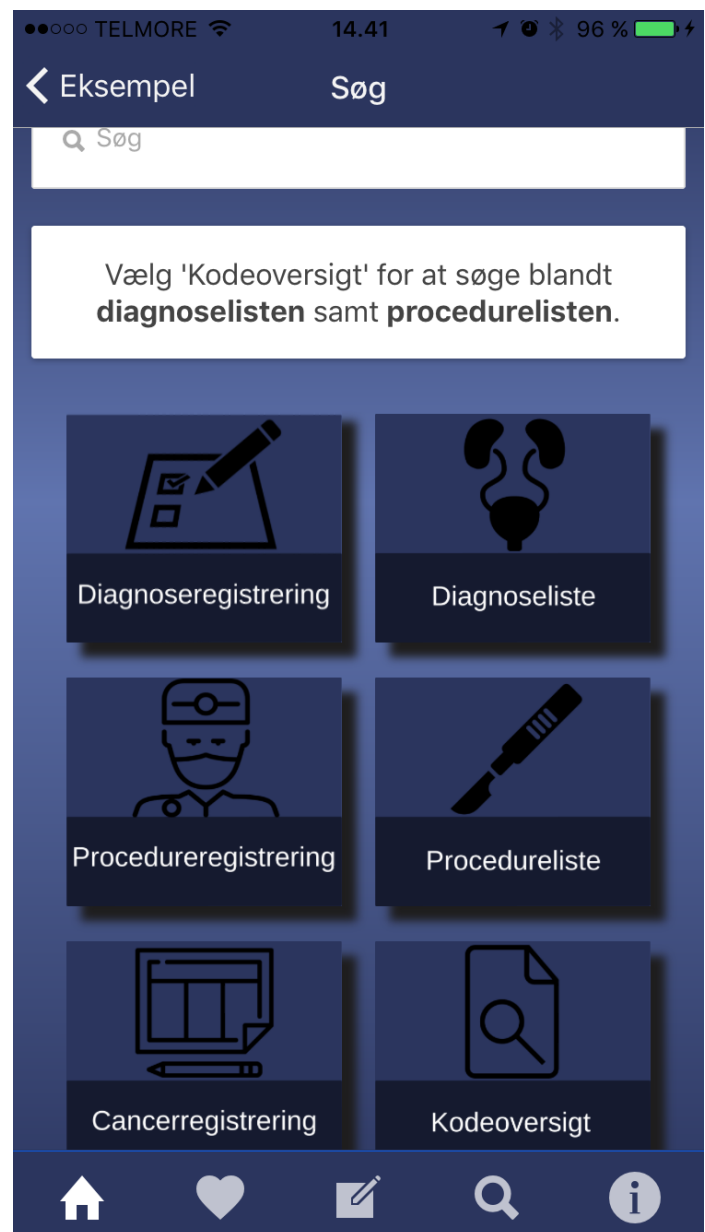 TELMORE 14.41 96 %
Eksempel Søg
Søg
Vælg 'Kodeoversigt' for at søge blandt
diagnoselisten samt procedurelisten.
Diagnoseregistrering Diagnoseliste
Procedureregistrering Procedureliste
Cancerregistrering Kodeoversigt